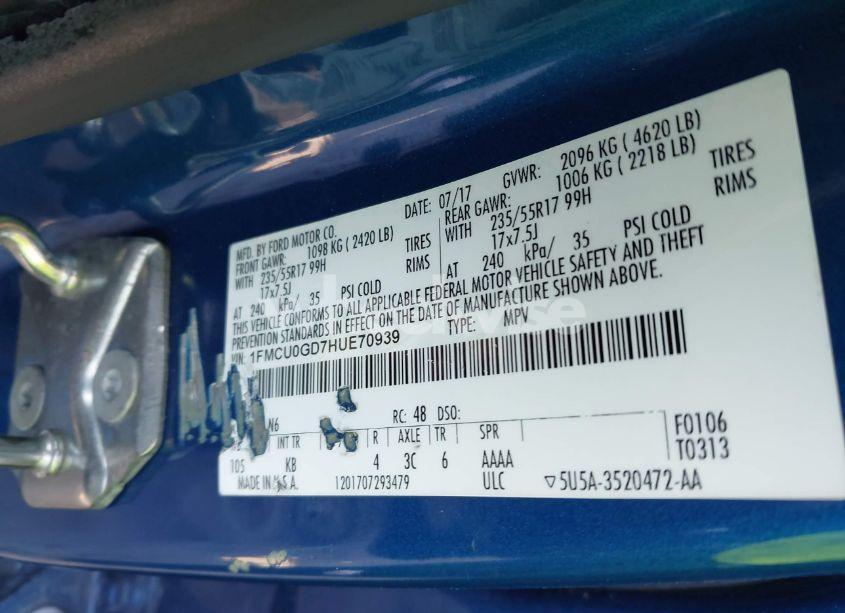 MFD. BY FORD MOTOR CO.
DATE: 07/17 GVWR: 2096 KG ( 4620 LB)
FRONT GAWR: 1098 KG ( 2420 LB) REAR GAWR: 1006 KG ( 2218 LB)
WITH 235/55R17 99H TIRES WITH 235/55R17 99H TIRES
17x7.5J RIMS 17x7.5J RIMS
AT 240 kPa/ 35 PSI COLD AT 240 kPa/ 35 PSI COLD
THIS VEHICLE CONFORMS TO ALL APPLICABLE FEDERAL MOTOR VEHICLE SAFETY AND THEFT
PREVENTION STANDARDS IN EFFECT ON THE DATE OF MANUFACTURE SHOWN ABOVE.
VIN: 1FMCU0GD7HUE70939 TYPE: MPV
N6 RC: 48 DSO:
INT TR R AXLE TR SPR F0106
105 KB 4 3C 6 AAAA T0313
MADE IN U.S.A. 1201707293479 ULC ▽5U5A-3520472-AA